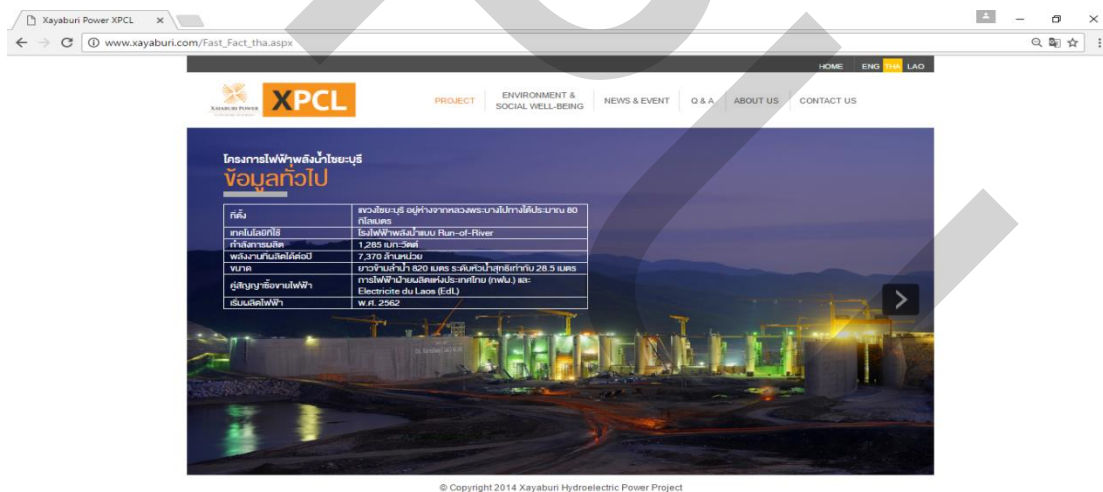 Xayaburi Power XPCL
www.xayaburi.com/Fast_Fact_tha.aspx
HOME ENG THA LAO
XAYABURI POWER XPCL
PROJECT ENVIRONMENT & SOCIAL WELL-BEING NEWS & EVENT Q & A ABOUT US CONTACT US
โครงการไฟฟ้าพลังน้ำไซยะบุรี
ข้อมูลทั่วไป
ที่ตั้ง แขวงไซยะบุรี อยู่ห่างจากหลวงพระบางไปทางใต้ประมาณ 80
กิโลเมตร
เทคโนโลยีที่ใช้ โรงไฟฟ้าพลังน้ำแบบ Run-of-River
กำลังการผลิต 1,285 เมกะวัตต์
พลังงานที่ผลิตได้ต่อปี 7,370 ล้านหน่วย
ขนาด ยาวข้ามลำน้ำ 820 เมตร ระดับหัวน้ำสุทธิเท่ากับ 28.5 เมตร
คู่สัญญาซื้อขายไฟฟ้า การไฟฟ้าฝ่ายผลิตแห่งประเทศไทย (กฟผ.) และ
Electricite du Laos (EdL)
เริ่มผลิตไฟฟ้า พ.ศ. 2562
© Copyright 2014 Xayaburi Hydroelectric Power Project